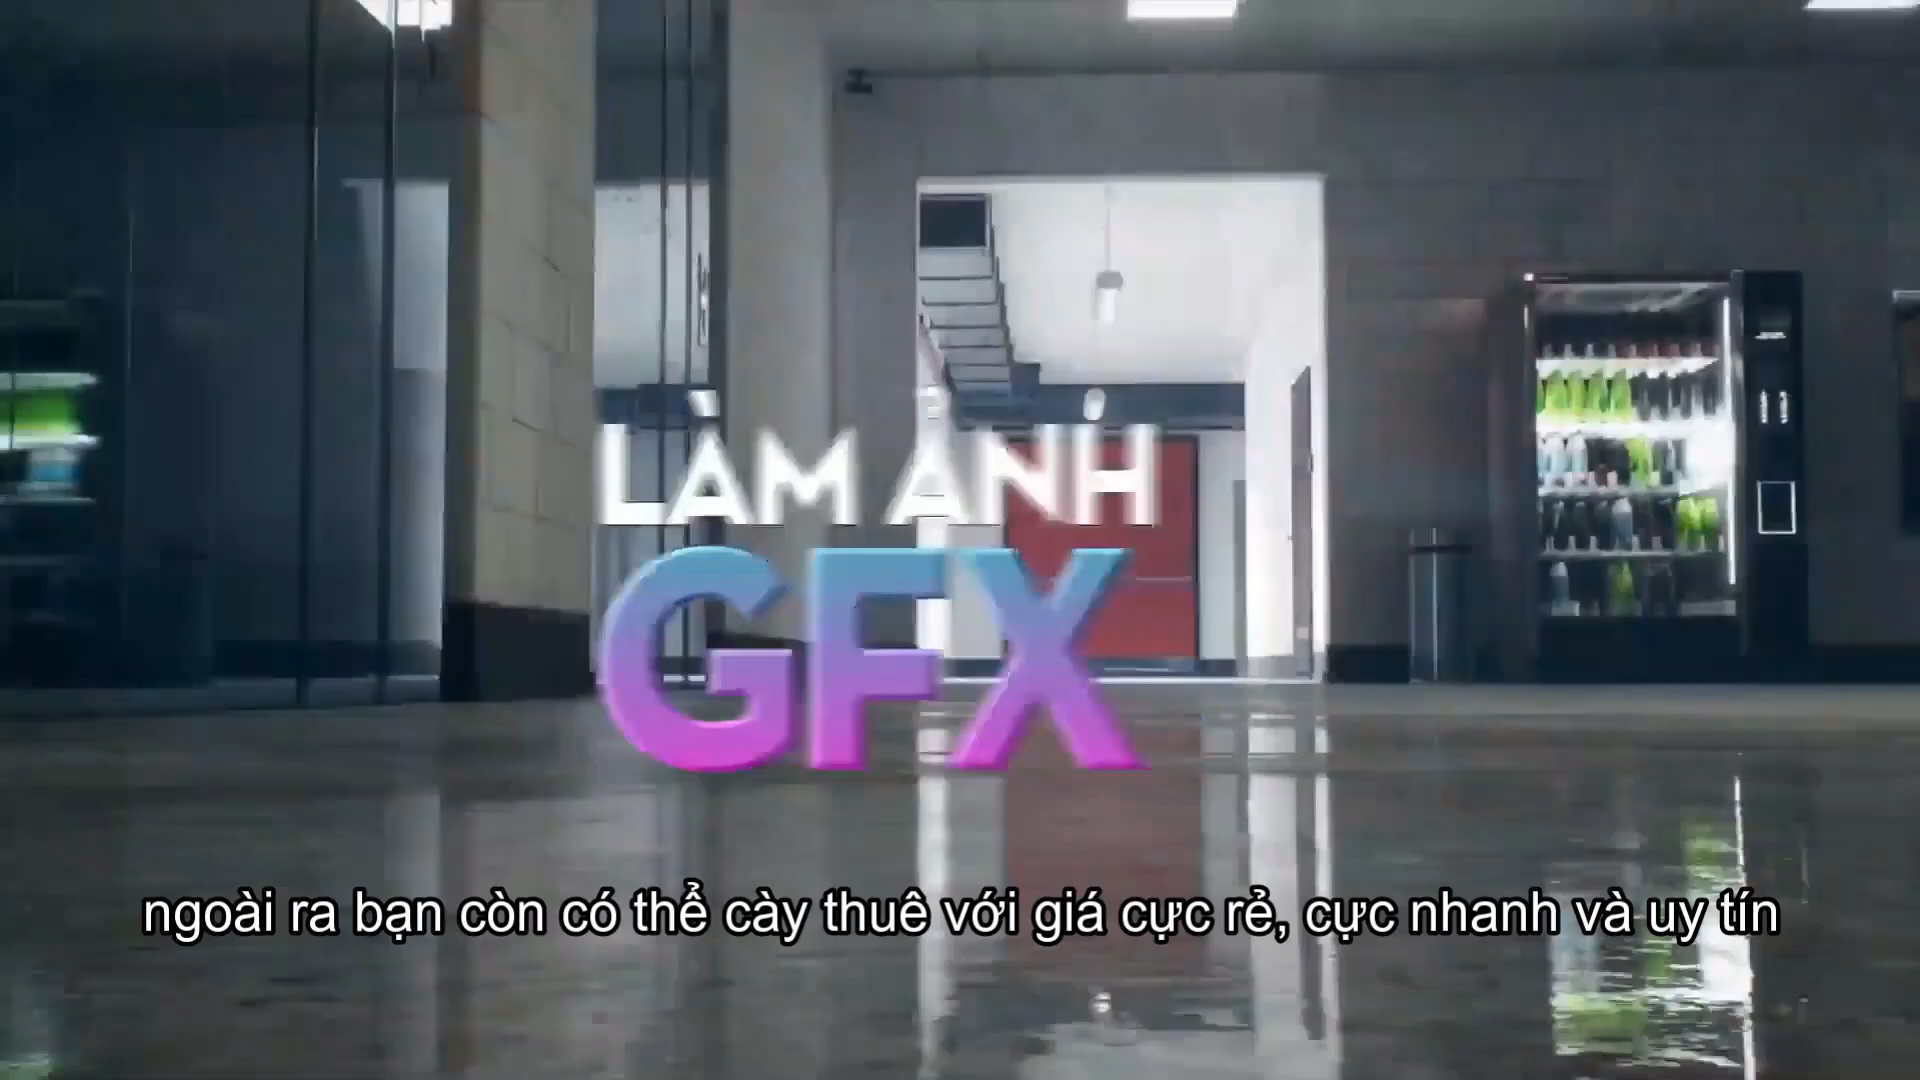 LÀM ẢNH
GFX
ngoài ra bạn còn có thể cày thuê với giá cực rẻ, cực nhanh và uy tín